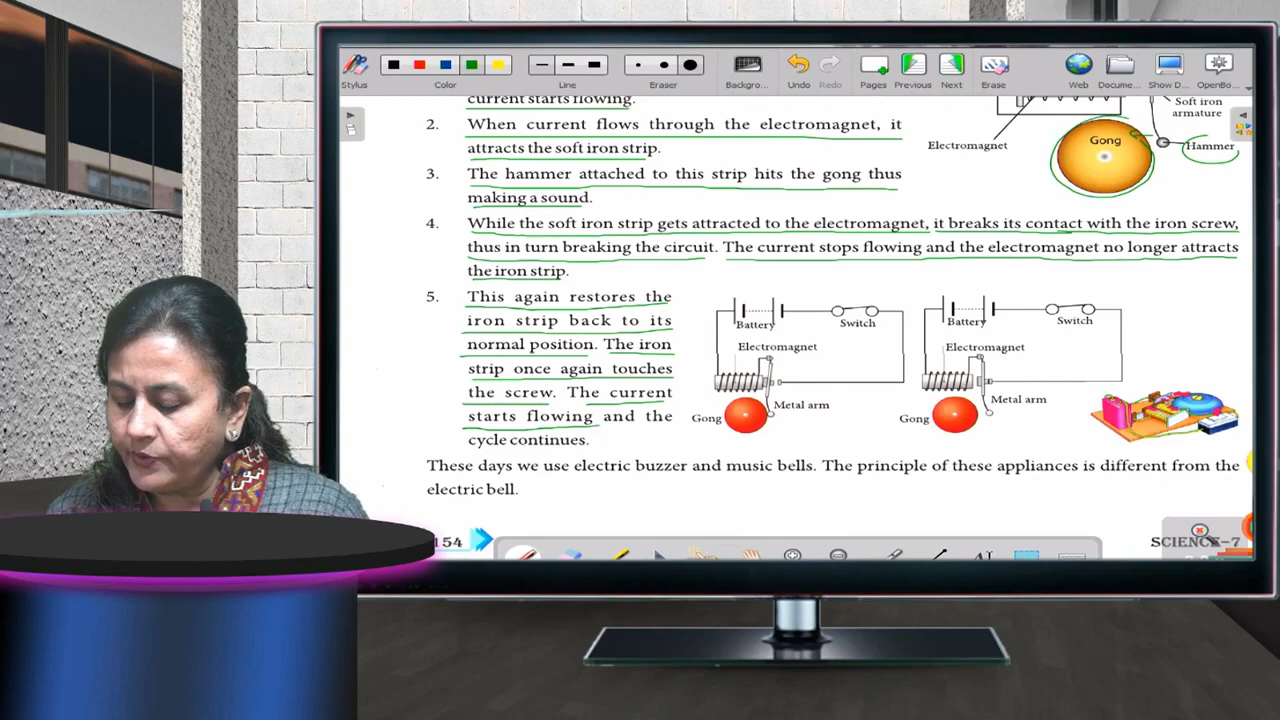 Stylus
Color
Line
Eraser
Backgro...
Undo
Redo
Pages
Previous
Next
Erase
Web
Docume...
Show D...
OpenBo...
current starts flowing.
2. When current flows through the electromagnet, it
attracts the soft iron strip.
3. The hammer attached to this strip hits the gong thus
making a sound.
Soft iron
armature
Electromagnet
Gong
Hammer
4. While the soft iron strip gets attracted to the electromagnet, it breaks its contact with the iron screw,
thus in turn breaking the circuit. The current stops flowing and the electromagnet no longer attracts
the iron strip.
5. This again restores the
iron strip back to its
normal position. The iron
strip once again touches
the screw. The current
starts flowing and the
cycle continues.
Battery
Switch
Electromagnet
Metal arm
Gong
Battery
Switch
Electromagnet
Metal arm
Gong
These days we use electric buzzer and music bells. The principle of these appliances is different from the
electric bell.
154
SCIENCE-7